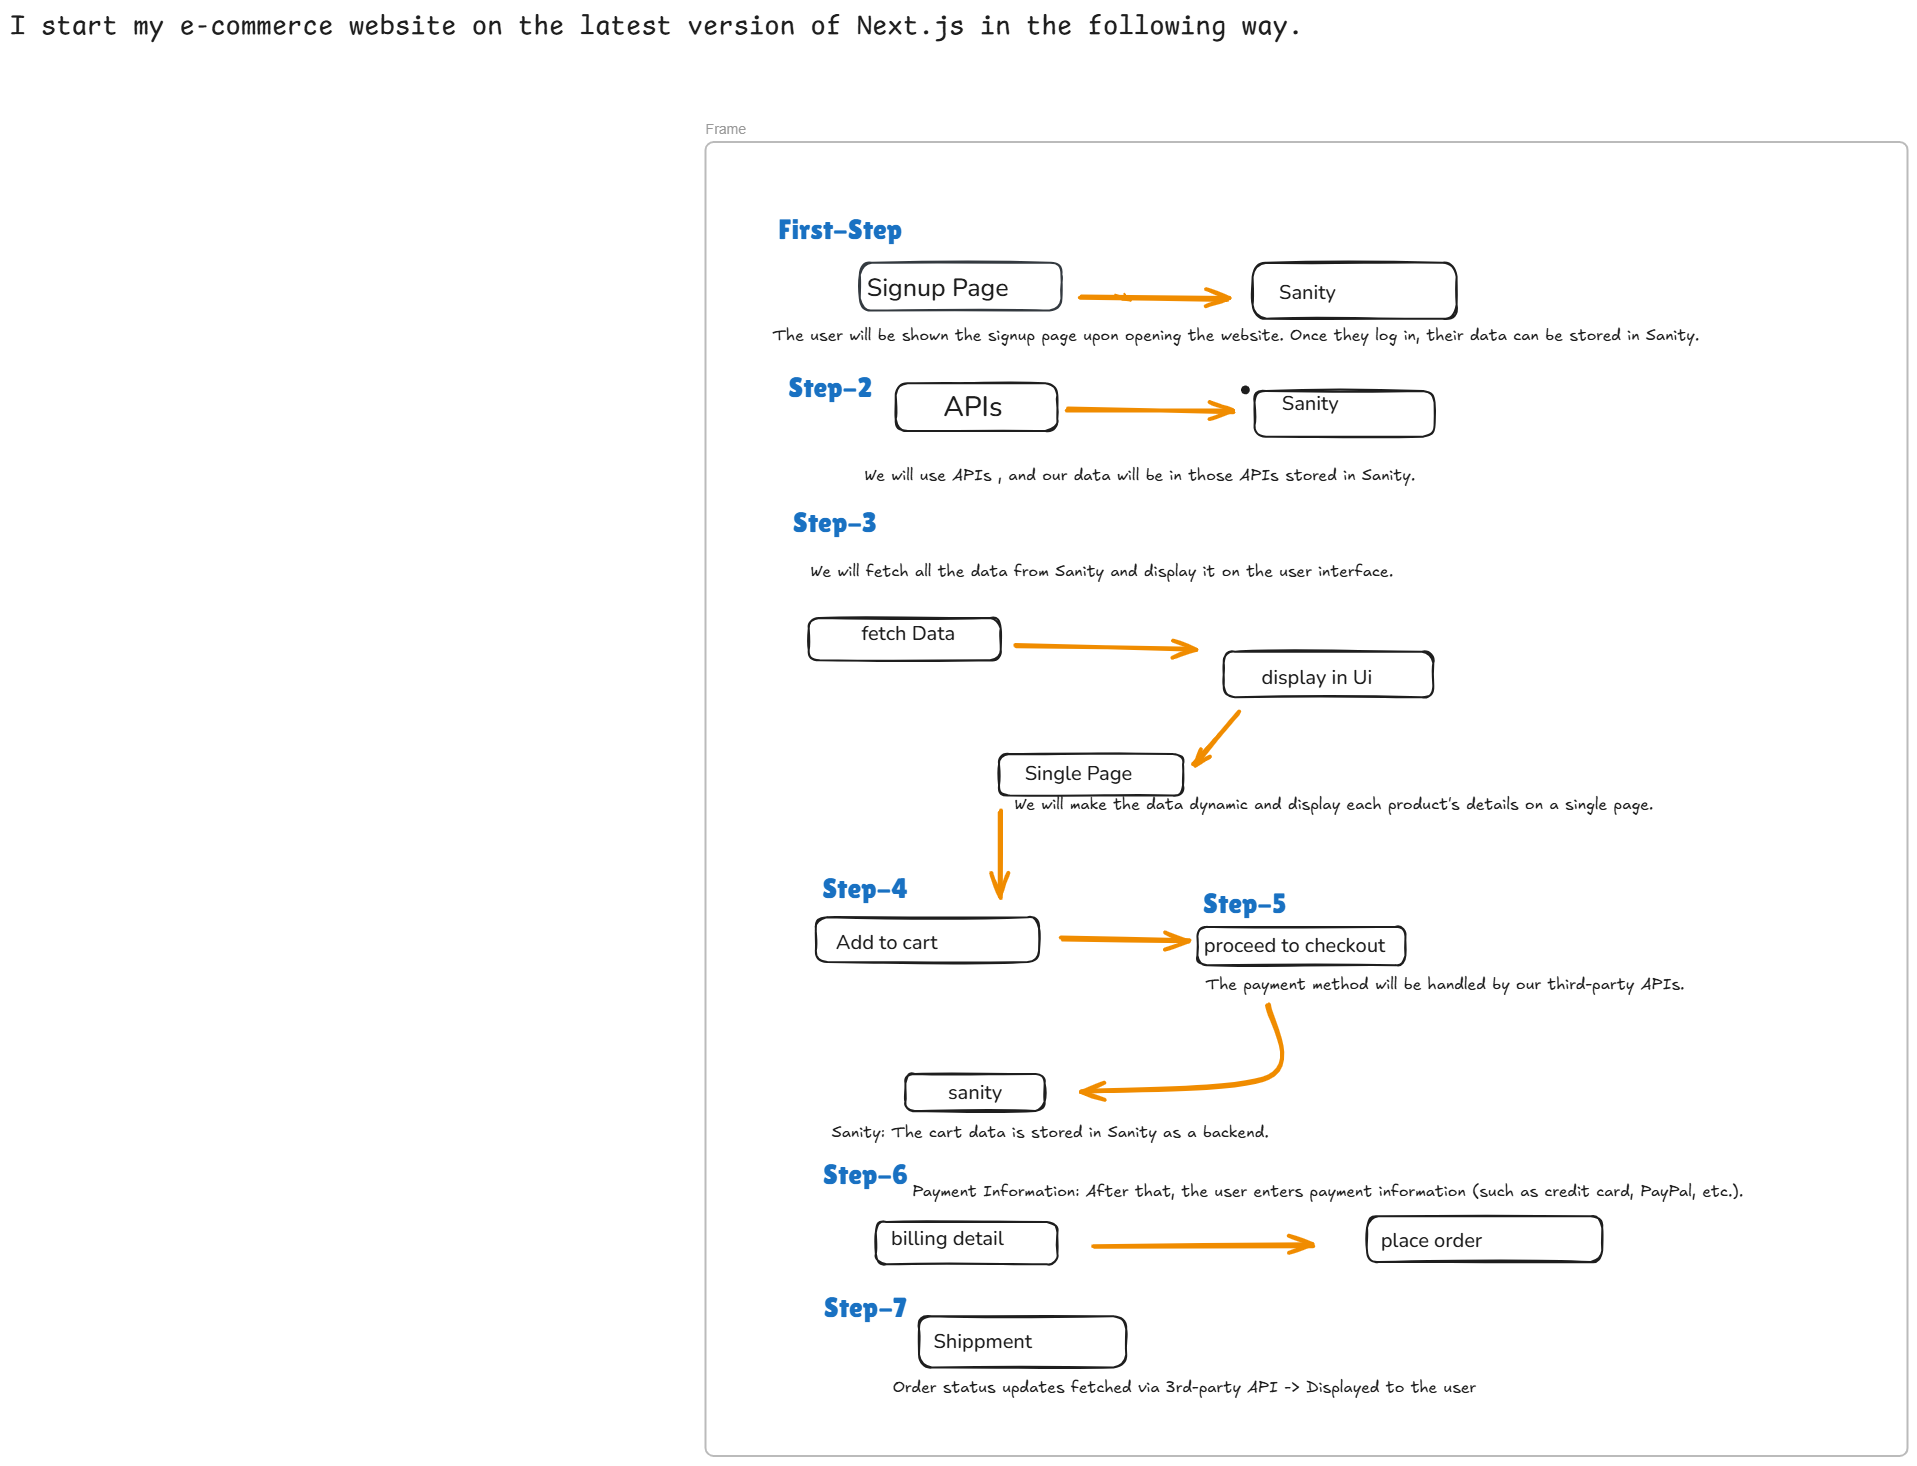 I start my e-commerce website on the latest version of Next.js in the following way.
Frame
First-Step
Signup Page
Sanity
The user will be shown the signup page upon opening the website. Once they log in, their data can be stored in Sanity.
Step-2
APIs
Sanity
We will use APIs , and our data will be in those APIs stored in Sanity.
Step-3
We will fetch all the data from Sanity and display it on the user interface.
fetch Data
display in Ui
Single Page
We will make the data dynamic and display each product's details on a single page.
Step-4
Step-5
Add to cart
proceed to checkout
The payment method will be handled by our third-party APIs.
sanity
Sanity: The cart data is stored in Sanity as a backend.
Step-6
Payment Information: After that, the user enters payment information (such as credit card, PayPal, etc.).
billing detail
place order
Step-7
Shippment
Order status updates fetched via 3rd-party API -> Displayed to the user